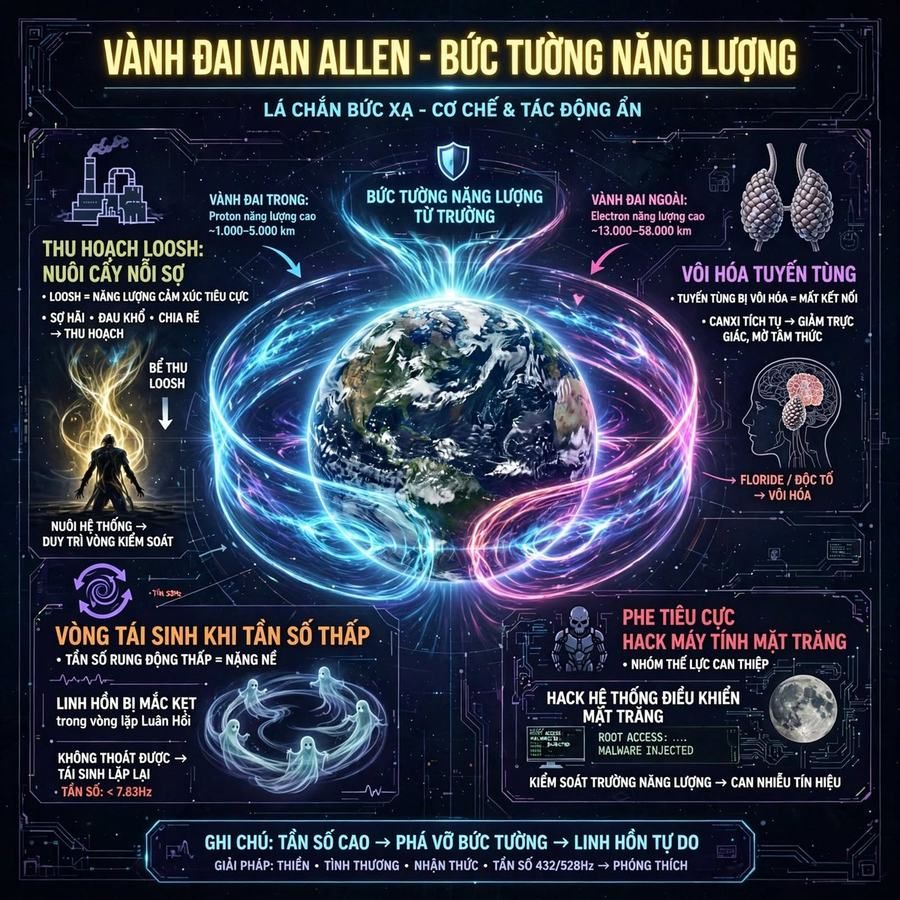 VÀNH ĐAI VAN ALLEN - BỨC TƯỜNG NĂNG LƯỢNG
LÁ CHẮN BỨC XẠ - CƠ CHẾ & TÁC ĐỘNG ẨN
BỨC TƯỜNG NĂNG LƯỢNG
TỪ TRƯỜNG
VÀNH ĐAI TRONG:
Proton năng lượng cao
~1.000–5.000 km
VÀNH ĐAI NGOÀI:
Electron năng lượng cao
~13.000–58.000 km
THU HOẠCH LOOSH:
NUÔI CẤY NỖI SỢ
• LOOSH = NĂNG LƯỢNG CẢM XÚC TIÊU CỰC
• SỢ HÃI • ĐAU KHỔ • CHIA RẼ
→ THU HOẠCH
BỂ THU
LOOSH
NUÔI HỆ THỐNG →
DUY TRÌ VÒNG KIỂM SOÁT
VÔI HÓA TUYẾN TÙNG
• TUYẾN TÙNG BỊ VÔI HÓA = MẤT KẾT NỐI
• CANXI TÍCH TỤ → GIẢM TRỰC
GIÁC, MỜ TÂM THỨC
→ FLORIDE / ĐỘC TỐ
→ VÔI HÓA
VÒNG TÁI SINH KHI TẦN SỐ THẤP
• TẦN SỐ RUNG ĐỘNG THẤP = NẶNG NỀ
LINH HỒN BỊ MẮC KẸT
trong vòng lặp Luân Hồi
KHÔNG THOÁT ĐƯỢC →
TÁI SINH LẶP LẠI
• TẦN SỐ: < 7.83Hz
PHE TIÊU CỰC
HACK MÁY TÍNH MẶT TRĂNG
• NHÓM THẾ LỰC CAN THIỆP
HACK HỆ THỐNG ĐIỀU KHIỂN
MẶT TRĂNG
ROOT ACCESS: ....
MALWARE INJECTED
KIỂM SOÁT TRƯỜNG NĂNG LƯỢNG → CAN NHIỄU TÍN HIỆU
GHI CHÚ: TẦN SỐ CAO → PHÁ VỠ BỨC TƯỜNG → LINH HỒN TỰ DO
GIẢI PHÁP: THIỀN • TÌNH THƯƠNG • NHẬN THỨC • TẦN SỐ 432/528Hz → PHÓNG THÍCH